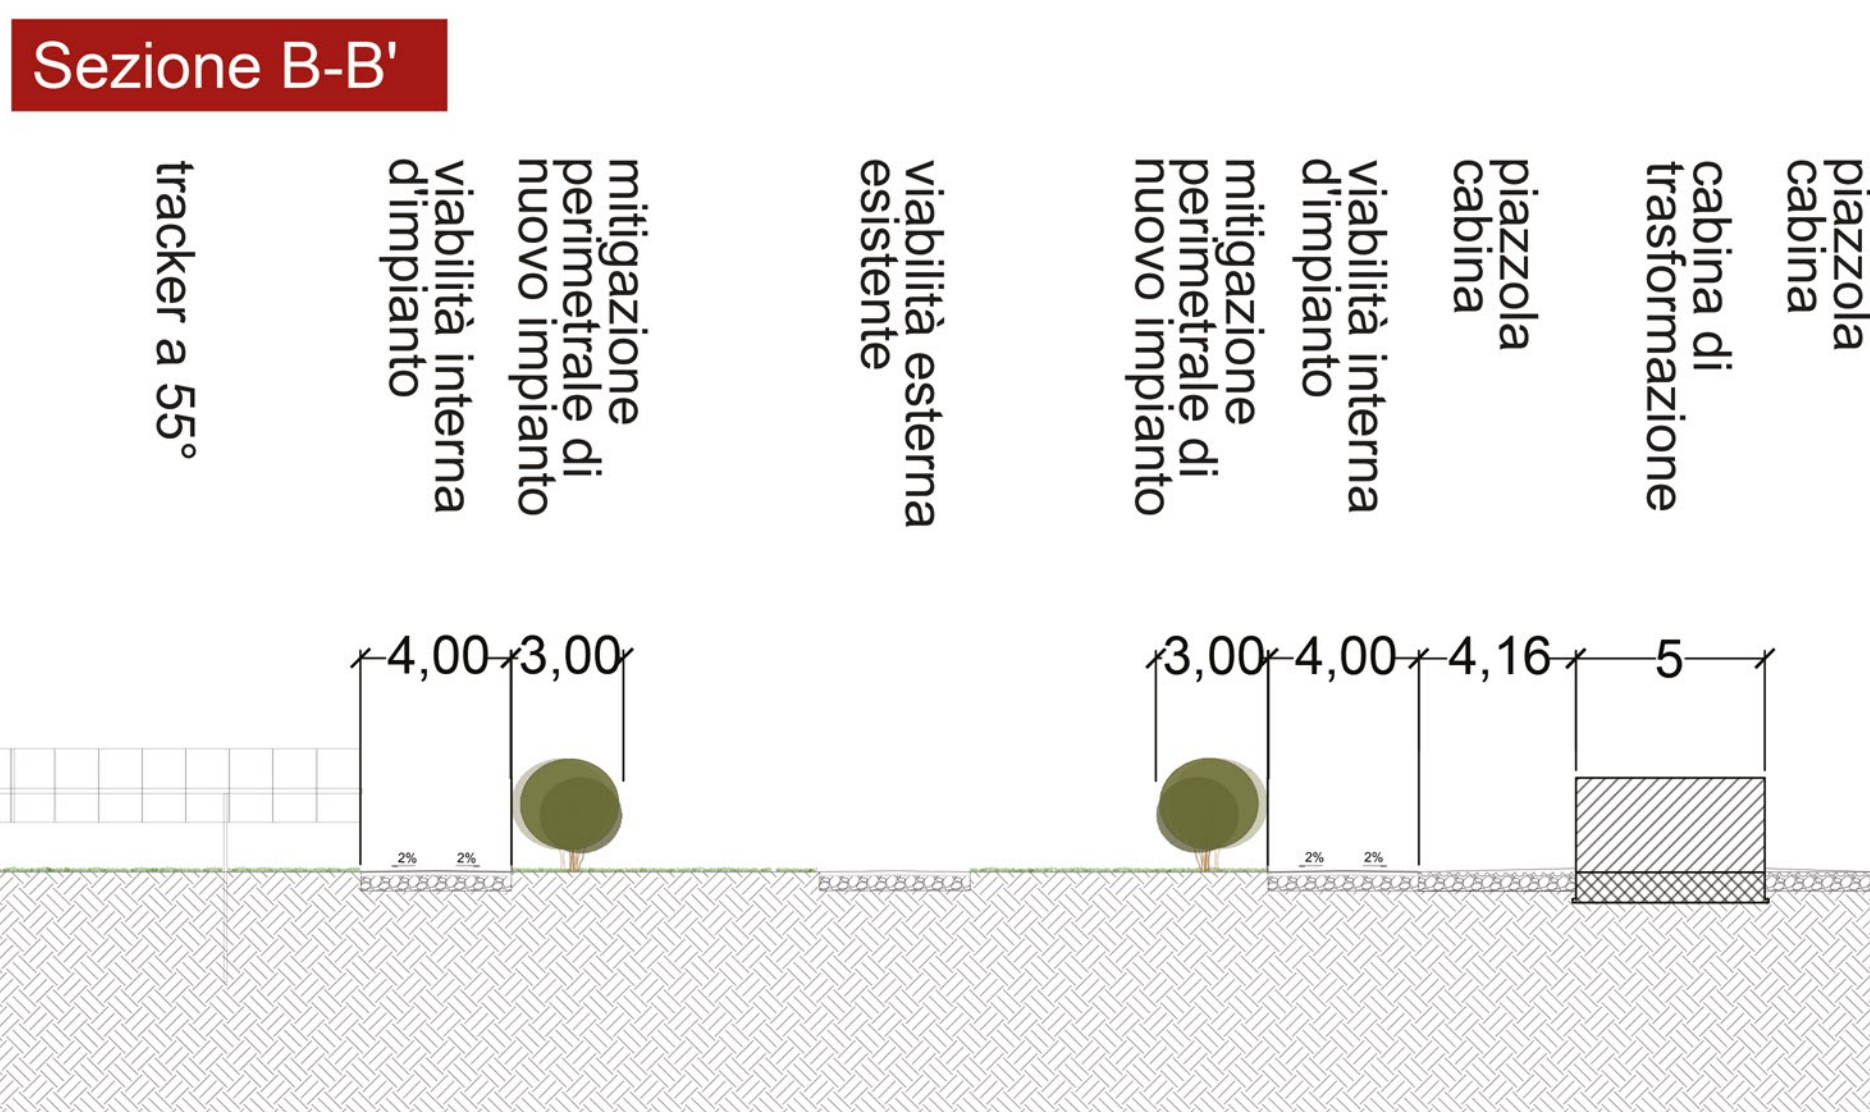 Sezione B-B'
tracker a 55°
viabilità interna
d'impianto
mitigazione
perimetrale di
nuovo impianto
viabilità esterna
esistente
mitigazione
perimetrale di
nuovo impianto
viabilità interna
d'impianto
piazzola
cabina
cabina di
trasformazione
piazzola
cabina
4,00
3,00
3,00
4,00
4,16
5
2%
2%
2%
2%